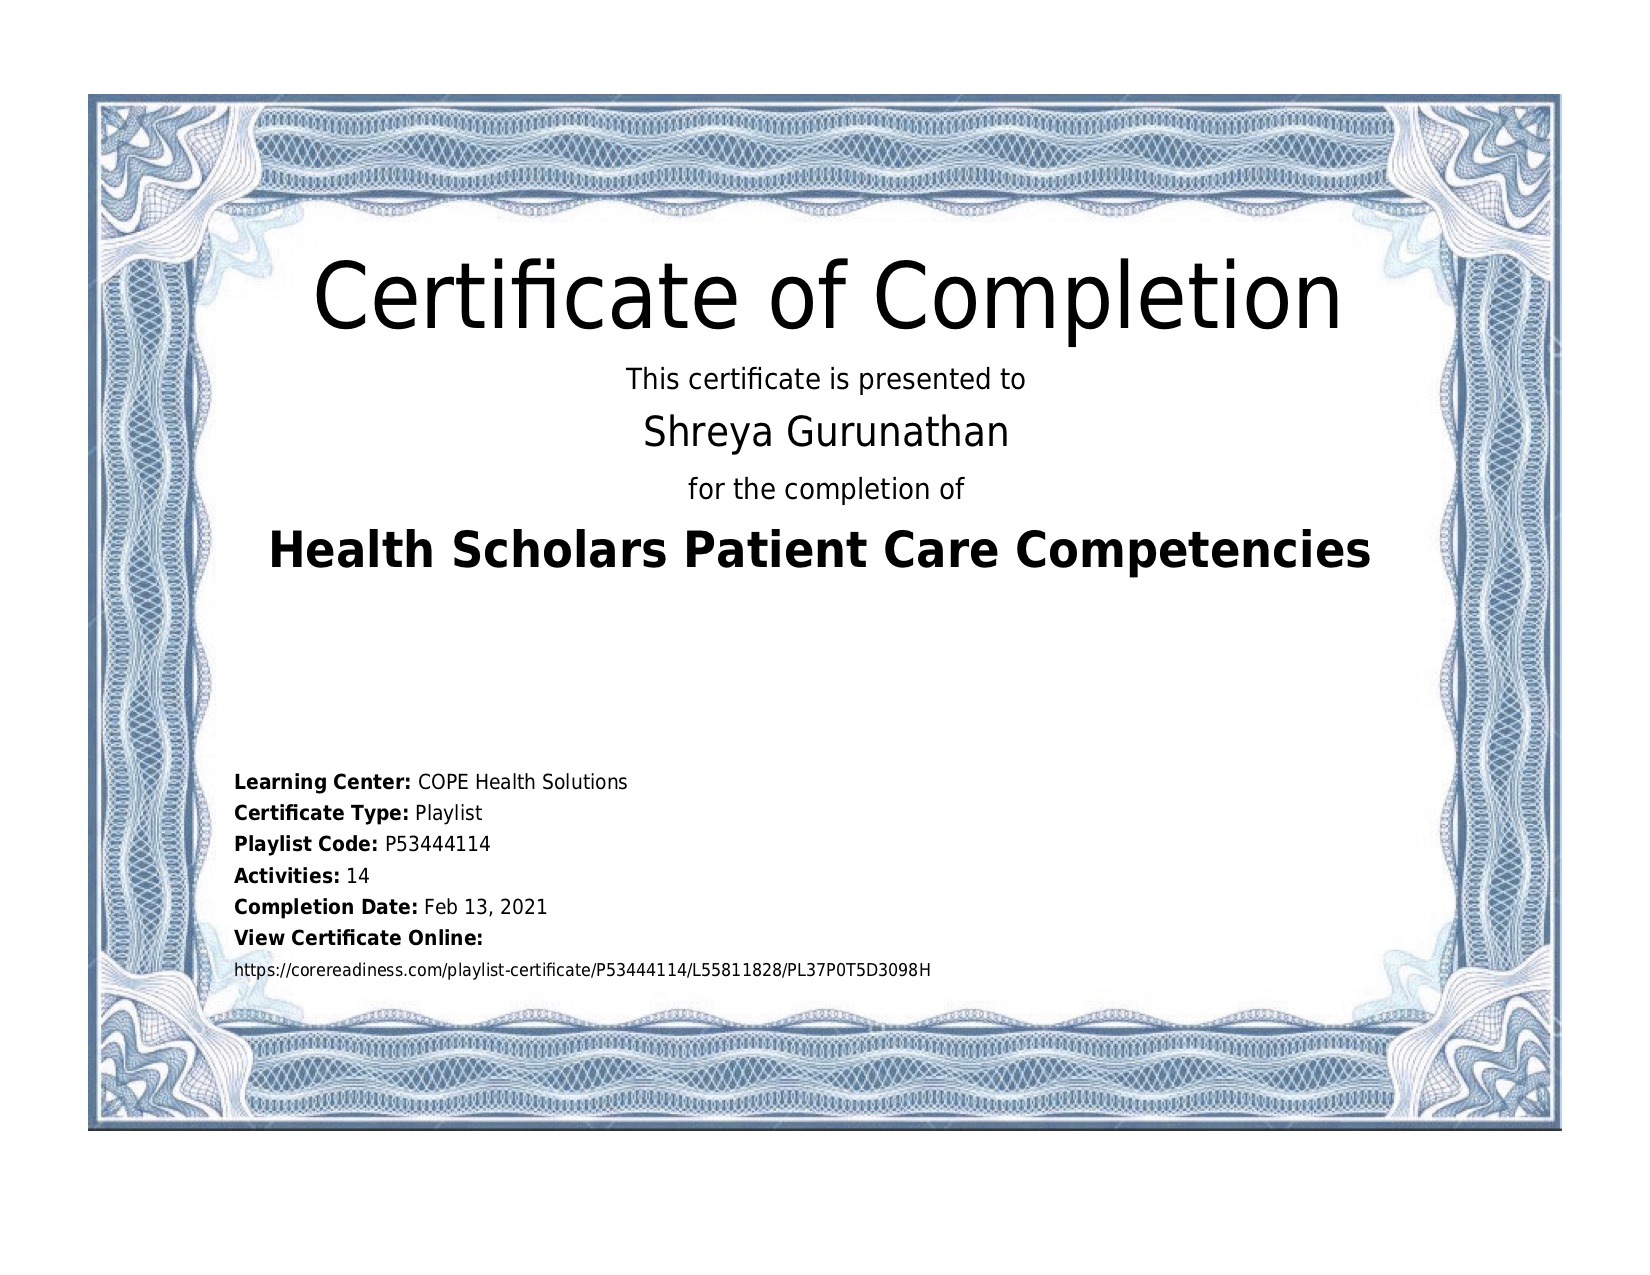 Certificate of Completion
This certificate is presented to
Shreya Gurunathan
for the completion of
Health Scholars Patient Care Competencies
Learning Center: COPE Health Solutions
Certificate Type: Playlist
Playlist Code: P53444114
Activities: 14
Completion Date: Feb 13, 2021
View Certificate Online:
https://corereadiness.com/playlist-certificate/P53444114/L55811828/PL37P0T5D3098H